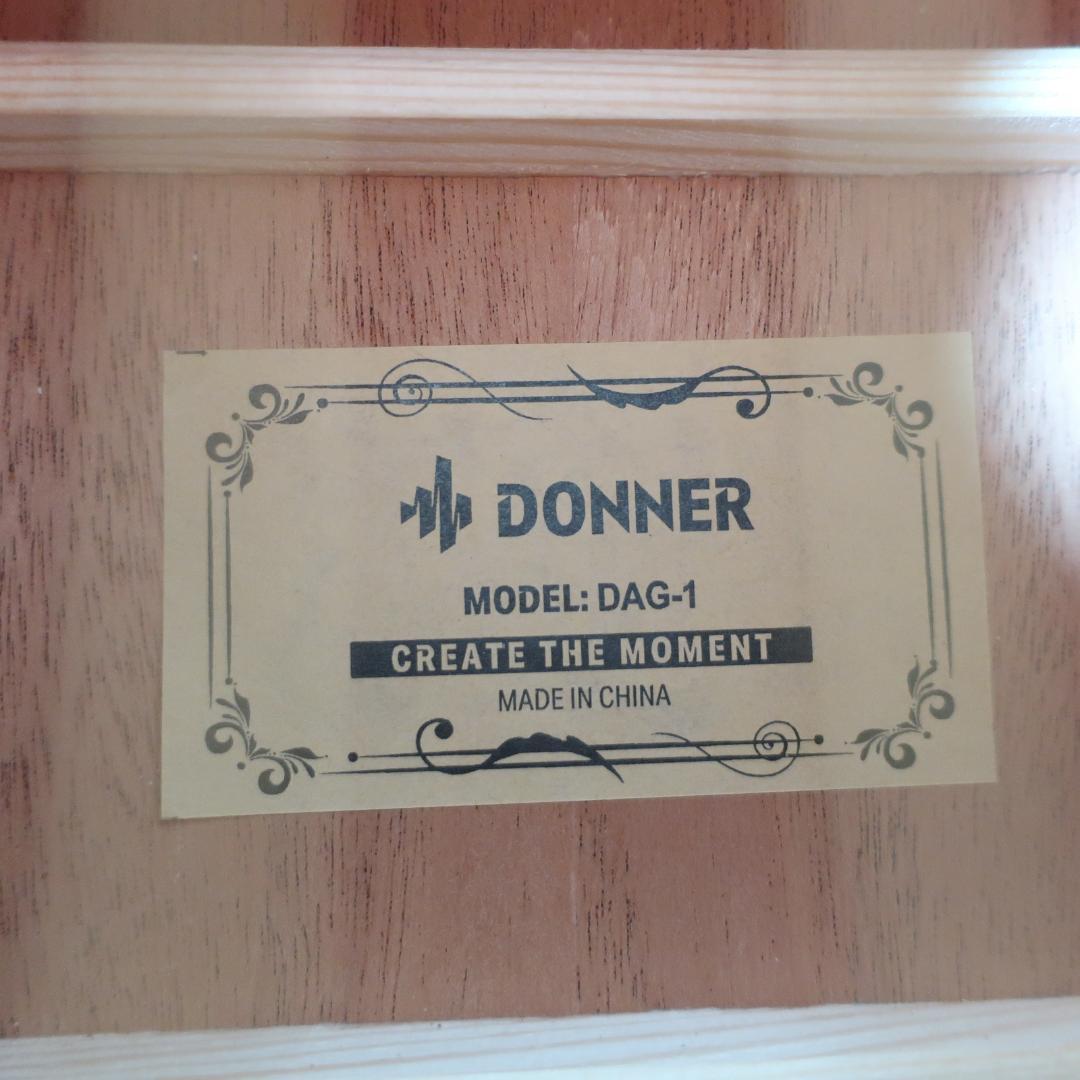 DONNER
MODEL: DAG-1
CREATE THE MOMENT
MADE IN CHINA